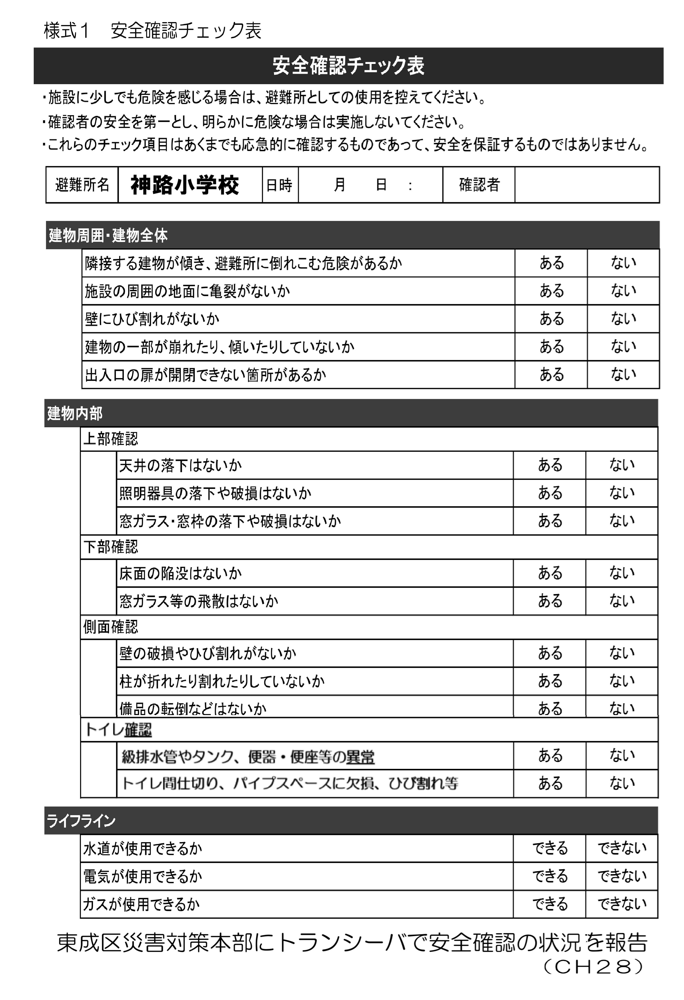 様式１　安全確認チェック表
安全確認チェック表
・施設に少しでも危険を感じる場合は、避難所としての使用を控えてください。
・確認者の安全を第一とし、明らかに危険な場合は実施しないてください。
・これらのチェック項目はあくまでも応急的に確認するものであって、安全を保証するものではありません。
避難所名 神路小学校 日時 月 日 : 確認者
建物周囲・建物全体
隣接する建物が傾き、避難所に倒れこむ危険があるか ある ない
施設の周囲の地面に亀裂がないか ある ない
壁にひび割れがないか ある ない
建物の一部が崩れたり、傾いたりしていないか ある ない
出入口の扉が開閉できない箇所があるか ある ない
建物内部
上部確認
天井の落下はないか ある ない
照明器具の落下や破損はないか ある ない
窓ガラス・窓枠の落下や破損はないか ある ない
下部確認
床面の陥没はないか ある ない
窓ガラス等の飛散はないか ある ない
側面確認
壁の破損やひび割れがないか ある ない
柱が折れたり割れたりしていないか ある ない
備品の転倒などはないか ある ない
トイレ確認
級排水管やタンク、便器・便座等の異常 ある ない
トイレ間仕切り、パイプスペースに欠損、ひび割れ等 ある ない
ライフライン
水道が使用できるか できる できない
電気が使用できるか できる できない
ガスが使用できるか できる できない
東成区災害対策本部にトランシーバで安全確認の状況を報告
（ＣＨ２８）